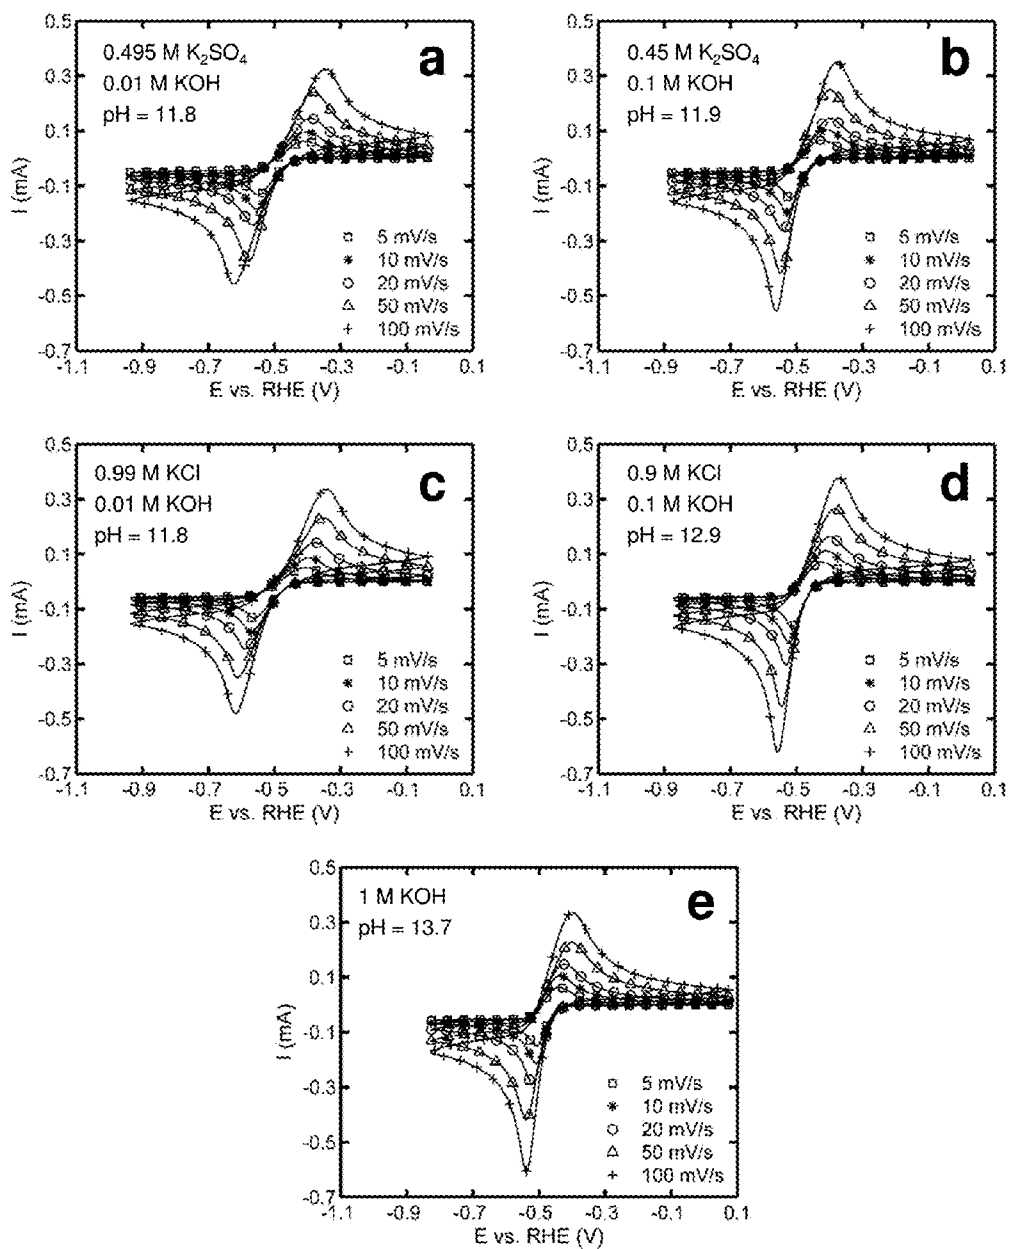 0.495 M K₂SO₄
0.01 M KOH
pH = 11.8
a
0.5
0.3
0.1
-0.1
-0.3
-0.5
-0.7
I (mA)
5 mV/s
10 mV/s
20 mV/s
50 mV/s
100 mV/s
-1.1 -0.9 -0.7 -0.5 -0.3 -0.1 0.1
E vs. RHE (V)
0.45 M K₂SO₄
0.1 M KOH
pH = 11.9
b
0.5
0.3
0.1
-0.1
-0.3
-0.5
-0.7
I (mA)
5 mV/s
10 mV/s
20 mV/s
50 mV/s
100 mV/s
-1.1 -0.9 -0.7 -0.5 -0.3 -0.1 0.1
E vs. RHE (V)
0.99 M KCl
0.01 M KOH
pH = 11.8
c
0.5
0.3
0.1
-0.1
-0.3
-0.5
-0.7
I (mA)
5 mV/s
10 mV/s
20 mV/s
50 mV/s
100 mV/s
-1.1 -0.9 -0.7 -0.5 -0.3 -0.1 0.1
E vs. RHE (V)
0.9 M KCl
0.1 M KOH
pH = 12.9
d
0.5
0.3
0.1
-0.1
-0.3
-0.5
-0.7
I (mA)
5 mV/s
10 mV/s
20 mV/s
50 mV/s
100 mV/s
-1.1 -0.9 -0.7 -0.5 -0.3 -0.1 0.1
E vs. RHE (V)
1 M KOH
pH = 13.7
e
0.5
0.3
0.1
-0.1
-0.3
-0.5
-0.7
I (mA)
5 mV/s
10 mV/s
20 mV/s
50 mV/s
100 mV/s
-1.1 -0.9 -0.7 -0.5 -0.3 -0.1 0.1
E vs. RHE (V)